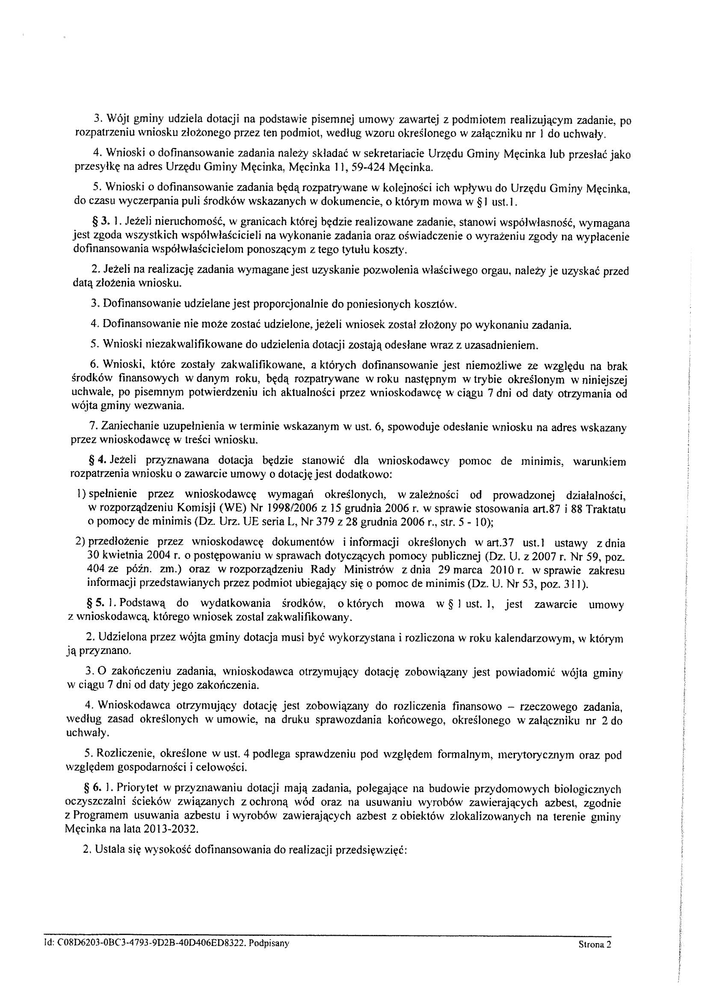 3. Wójt gminy udziela dotacji na podstawie pisemnej umowy zawartej z podmiotem realizującym zadanie, po
rozpatrzeniu wniosku złożonego przez ten podmiot, według wzoru określonego w załączniku nr 1 do uchwały.
4. Wnioski o dofinansowanie zadania należy składać w sekretariacie Urzędu Gminy Męcinka lub przesłać jako
przesyłkę na adres Urzędu Gminy Męcinka, Męcinka 11, 59-424 Męcinka.
5. Wnioski o dofinansowanie zadania będą rozpatrywane w kolejności ich wpływu do Urzędu Gminy Męcinka,
do czasu wyczerpania puli środków wskazanych w dokumencie, o którym mowa w §1 ust.1.
§ 3. 1. Jeżeli nieruchomość, w granicach której będzie realizowane zadanie, stanowi współwłasność, wymagana
jest zgoda wszystkich współwłaścicieli na wykonanie zadania oraz oświadczenie o wyrażeniu zgody na wypłacenie
dofinansowania współwłaścicielom ponoszącym z tego tytułu koszty.
2. Jeżeli na realizację zadania wymagane jest uzyskanie pozwolenia właściwego orgau, należy je uzyskać przed
datą złożenia wniosku.
3. Dofinansowanie udzielane jest proporcjonalnie do poniesionych kosztów.
4. Dofinansowanie nie może zostać udzielone, jeżeli wniosek został złożony po wykonaniu zadania.
5. Wnioski niezakwalifikowane do udzielenia dotacji zostają odesłane wraz z uzasadnieniem.
6. Wnioski, które zostały zakwalifikowane, a których dofinansowanie jest niemożliwe ze względu na brak
środków finansowych w danym roku, będą rozpatrywane w roku następnym w trybie określonym w niniejszej
uchwale, po pisemnym potwierdzeniu ich aktualności przez wnioskodawcę w ciągu 7 dni od daty otrzymania od
wójta gminy wezwania.
7. Zaniechanie uzupełnienia w terminie wskazanym w ust. 6, spowoduje odesłanie wniosku na adres wskazany
przez wnioskodawcę w treści wniosku.
§ 4. Jeżeli przyznawana dotacja będzie stanowić dla wnioskodawcy pomoc de minimis, warunkiem
rozpatrzenia wniosku o zawarcie umowy o dotację jest dodatkowo:
1) spełnienie przez wnioskodawcę wymagań określonych, w zależności od prowadzonej działalności,
w rozporządzeniu Komisji (WE) Nr 1998/2006 z 15 grudnia 2006 r. w sprawie stosowania art.87 i 88 Traktatu
o pomocy de minimis (Dz. Urz. UE seria L, Nr 379 z 28 grudnia 2006 r., str. 5 - 10);
2) przedłożenie przez wnioskodawcę dokumentów i informacji określonych w art.37 ust.1 ustawy z dnia
30 kwietnia 2004 r. o postępowaniu w sprawach dotyczących pomocy publicznej (Dz. U. z 2007 r. Nr 59, poz.
404 ze późn. zm.) oraz w rozporządzeniu Rady Ministrów z dnia 29 marca 2010 r. w sprawie zakresu
informacji przedstawianych przez podmiot ubiegający się o pomoc de minimis (Dz. U. Nr 53, poz. 311).
§ 5. 1. Podstawą do wydatkowania środków, o których mowa w § 1 ust. 1, jest zawarcie umowy
z wnioskodawcą, którego wniosek został zakwalifikowany.
2. Udzielona przez wójta gminy dotacja musi być wykorzystana i rozliczona w roku kalendarzowym, w którym
ją przyznano.
3. O zakończeniu zadania, wnioskodawca otrzymujący dotację zobowiązany jest powiadomić wójta gminy
w ciągu 7 dni od daty jego zakończenia.
4. Wnioskodawca otrzymujący dotację jest zobowiązany do rozliczenia finansowo – rzeczowego zadania,
według zasad określonych w umowie, na druku sprawozdania końcowego, określonego w załączniku nr 2 do
uchwały.
5. Rozliczenie, określone w ust. 4 podlega sprawdzeniu pod względem formalnym, merytorycznym oraz pod
względem gospodarności i celowości.
§ 6. 1. Priorytet w przyznawaniu dotacji mają zadania, polegające na budowie przydomowych biologicznych
oczyszczalni ścieków związanych z ochroną wód oraz na usuwaniu wyrobów zawierających azbest, zgodnie
z Programem usuwania azbestu i wyrobów zawierających azbest z obiektów zlokalizowanych na terenie gminy
Męcinka na lata 2013-2032.
2. Ustala się wysokość dofinansowania do realizacji przedsięwzięć:
Id: C08D6203-0BC3-4793-9D2B-40D406ED8322. Podpisany
Strona 2